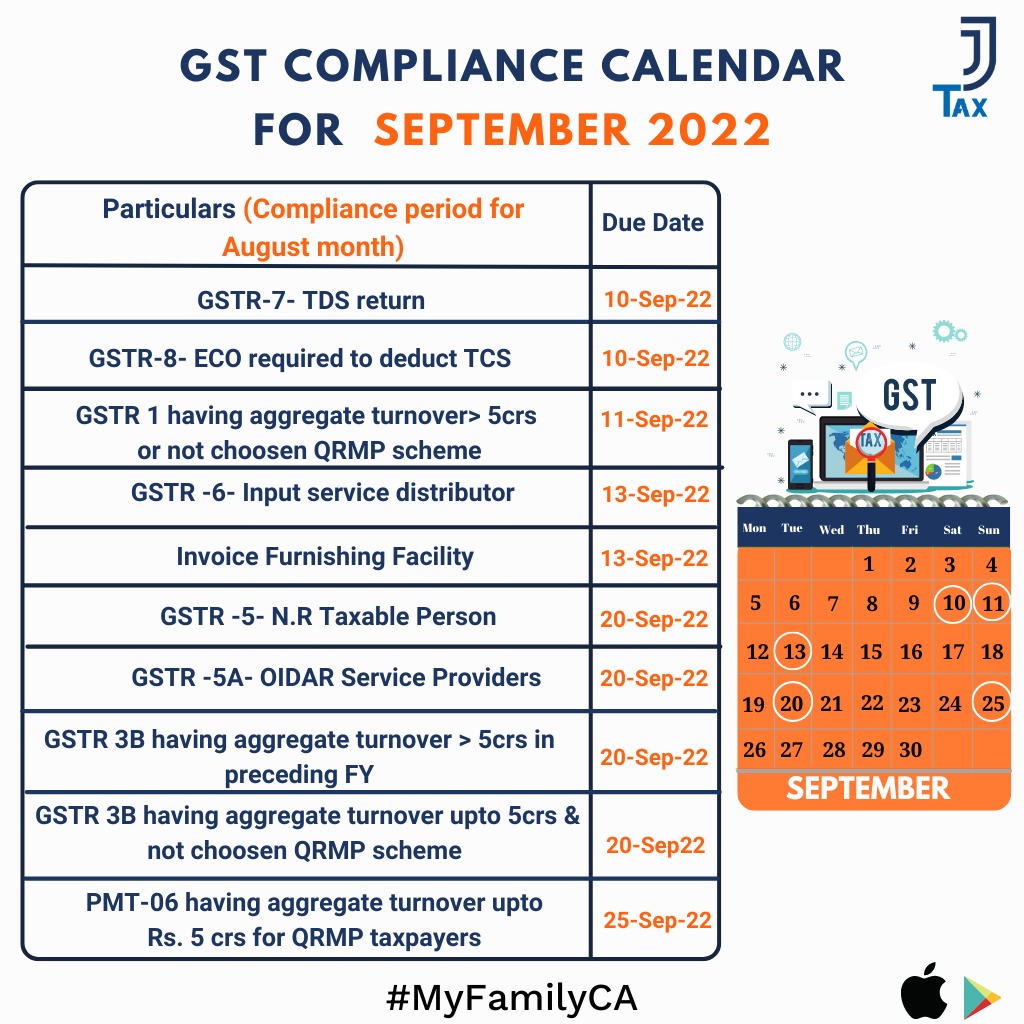 GST COMPLIANCE CALENDAR
FOR SEPTEMBER 2022
J
TAX
Particulars (Compliance period for
August month)
Due Date
GSTR-7- TDS return
10-Sep-22
GSTR-8- ECO required to deduct TCS
10-Sep-22
GSTR 1 having aggregate turnover> 5crs
or not choosen QRMP scheme
11-Sep-22
GSTR -6- Input service distributor
13-Sep-22
Invoice Furnishing Facility
13-Sep-22
GSTR -5- N.R Taxable Person
20-Sep-22
GSTR -5A- OIDAR Service Providers
20-Sep-22
GSTR 3B having aggregate turnover > 5crs in
preceding FY
20-Sep-22
GSTR 3B having aggregate turnover upto 5crs &
not choosen QRMP scheme
20-Sep22
PMT-06 having aggregate turnover upto
Rs. 5 crs for QRMP taxpayers
25-Sep-22
GST
TAX
Mon Tue Wed Thu Fri Sat Sun
1 2 3 4
5 6 7 8 9 10 11
12 13 14 15 16 17 18
19 20 21 22 23 24 25
26 27 28 29 30
SEPTEMBER
#MyFamilyCA